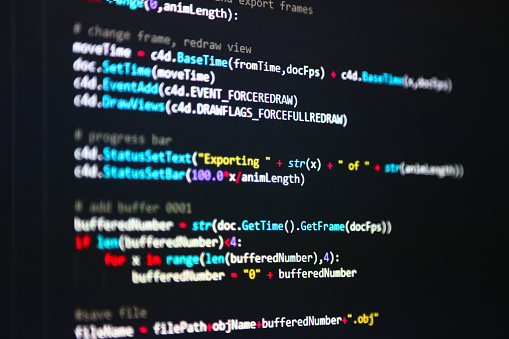 and export frames
range(0,animLength):
# change frame, redraw view
moveTime = c4d.BaseTime(fromTime,docFps) + c4d.BaseTime(x,docFps)
doc.SetTime(moveTime)
c4d.EventAdd(c4d.EVENT_FORCEREDRAW)
c4d.DrawViews(c4d.DRAWFLAGS_FORCEFULLREDRAW)
# progress bar
c4d.StatusSetText("Exporting " + str(x) + " of " + str(animLength))
c4d.StatusSetBar(100.0*x/animLength)
# add buffer 0001
bufferedNumber = str(doc.GetTime().GetFrame(docFps))
if len(bufferedNumber)<4:
for x in range(len(bufferedNumber),4):
bufferedNumber = "0" + bufferedNumber
#save file
fileName = filePath+objName+bufferedNumber+".obj"